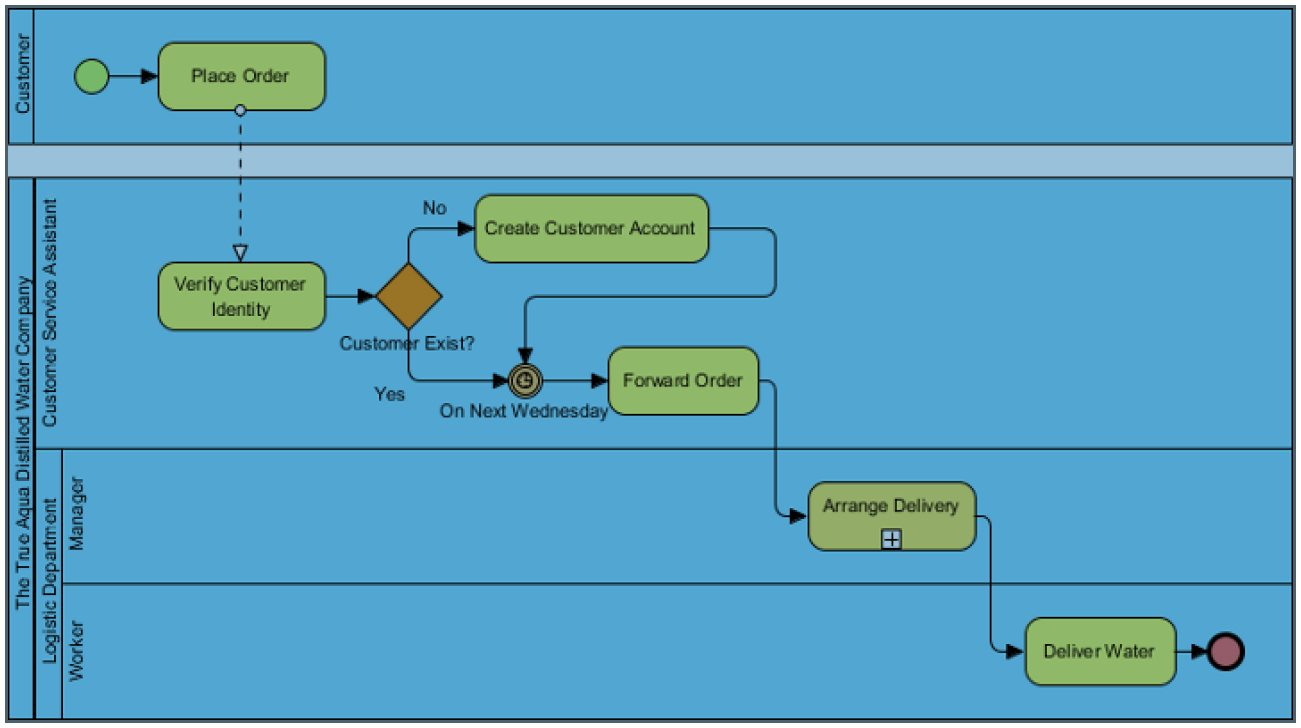 Customer
Place Order
The True Aqua Distilled Water Company
Customer Service Assistant
No
Create Customer Account
Verify Customer
Identity
Customer Exist?
Yes
On Next Wednesday
Forward Order
Logistic Department
Manager
Arrange Delivery
Worker
Deliver Water